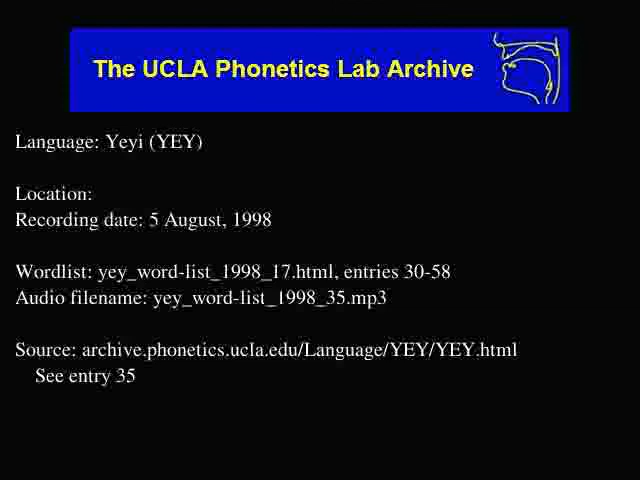 The UCLA Phonetics Lab Archive
Language: Yeyi (YEY)
Location:
Recording date: 5 August, 1998
Wordlist: yey_word-list_1998_17.html, entries 30-58
Audio filename: yey_word-list_1998_35.mp3
Source: archive.phonetics.ucla.edu/Language/YEY/YEY.html
See entry 35